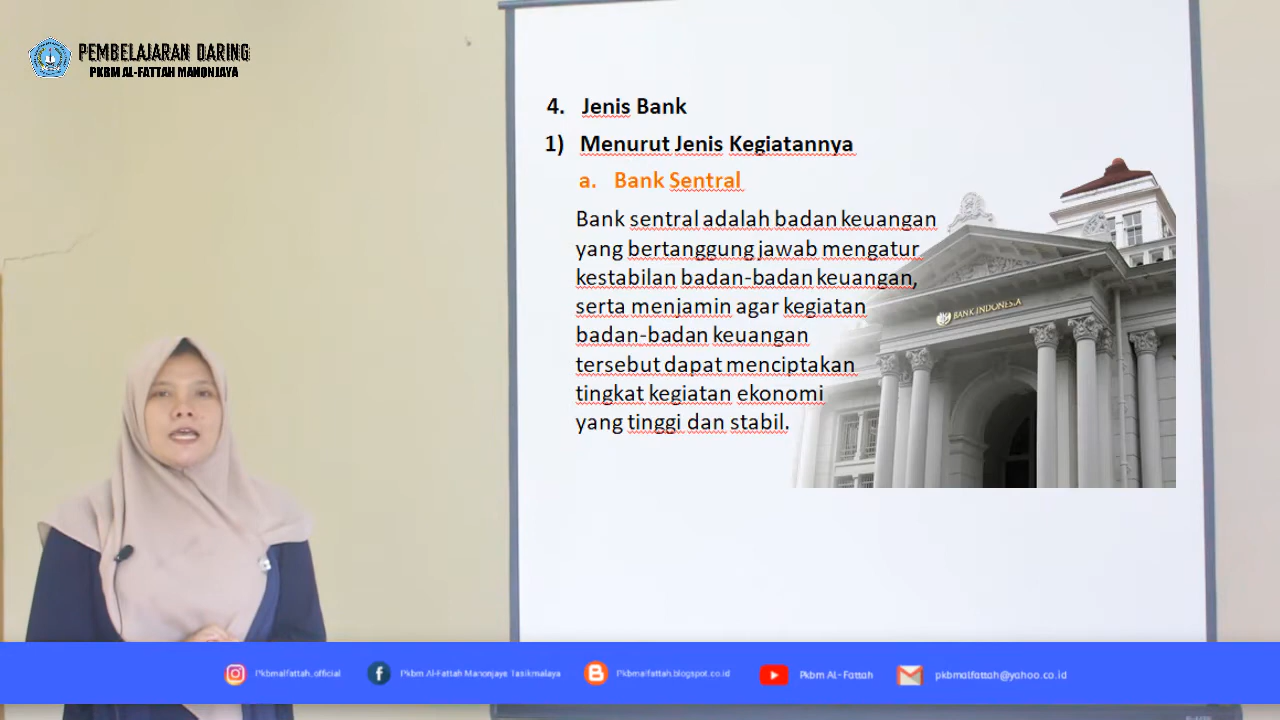 PEMBELAJARAN DARING
PKBM AL-FATTAH MANONJAYA
4. Jenis Bank
1) Menurut Jenis Kegiatannya
a. Bank Sentral
Bank sentral adalah badan keuangan
yang bertanggung jawab mengatur
kestabilan badan-badan keuangan,
serta menjamin agar kegiatan
badan-badan keuangan
tersebut dapat menciptakan
tingkat kegiatan ekonomi
yang tinggi dan stabil.
BANK INDONESIA
Pkbmalfattah_official
Pkbm Al-Fattah Manonjaya Tasikmalaya
Pkbmalfattah.blogspot.co.id
Pkbm AL-Fattah
pkbmalfattah@yahoo.co.id